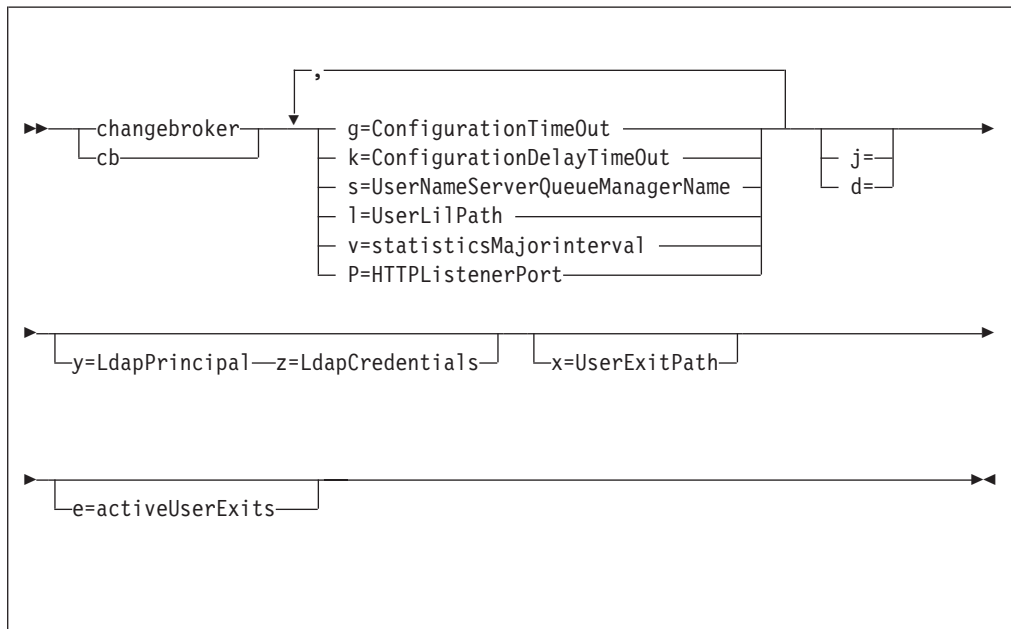 ,
changebroker
g=ConfigurationTimeOut
cb
k=ConfigurationDelayTimeOut
j=
s=UserNameServerQueueManagerName
d=
l=UserLilPath
v=statisticsMajorinterval
P=HTTPListenerPort
y=LdapPrincipal z=LdapCredentials
x=UserExitPath
e=activeUserExits